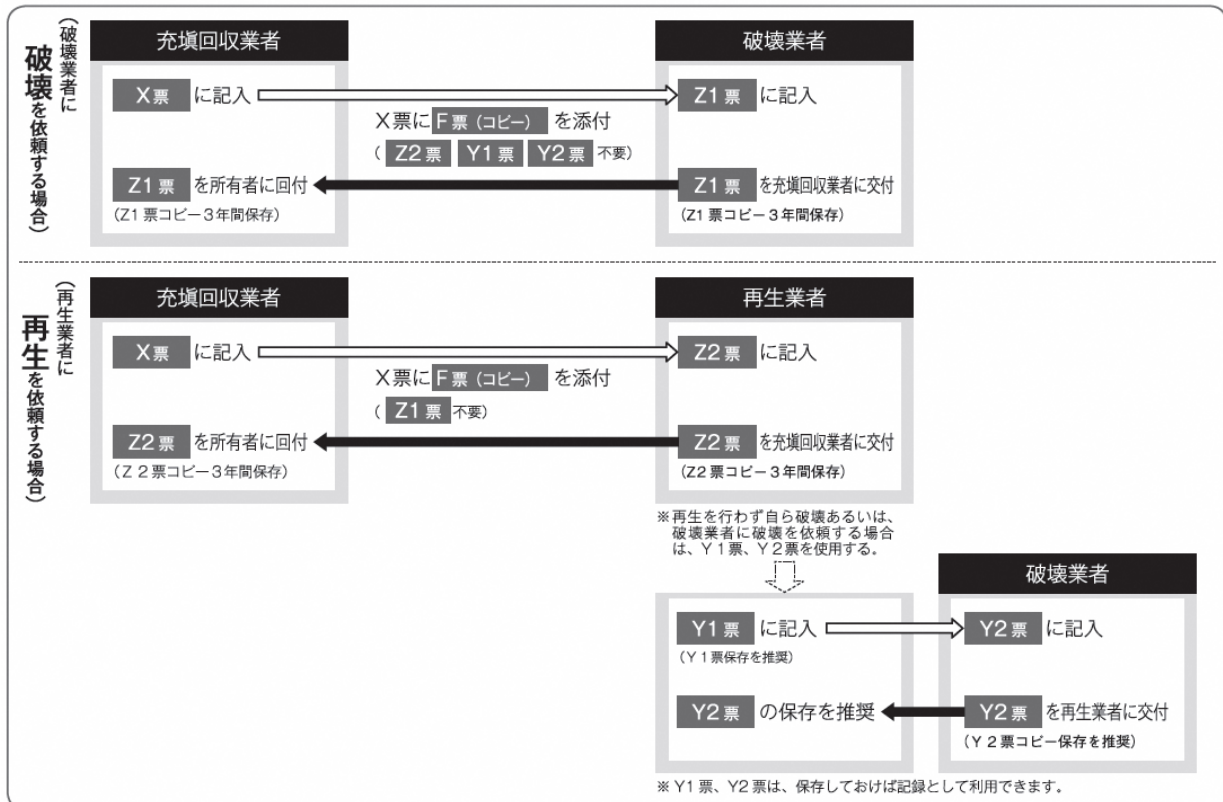 （破壊業者に
破壊を依頼する場合）
充塡回収業者
破壊業者
X票 に記入
Z1票 に記入
X票に F票（コピー） を添付
（ Z2票 Y1票 Y2票 不要）
Z1票 を所有者に回付
（Z1票コピー3年間保存）
Z1票 を充塡回収業者に交付
（Z1票コピー3年間保存）
（再生業者に
再生を依頼する場合）
充塡回収業者
再生業者
X票 に記入
Z2票 に記入
X票に F票（コピー） を添付
（ Z1票 不要）
Z2票 を所有者に回付
（Z2票コピー3年間保存）
Z2票 を充塡回収業者に交付
（Z2票コピー3年間保存）
※再生を行わず自ら破壊あるいは、
破壊業者に破壊を依頼する場合
は、Y1票、Y2票を使用する。
破壊業者
Y1票 に記入
（Y1票保存を推奨）
Y2票 に記入
Y2票 の保存を推奨
Y2票 を再生業者に交付
（Y2票コピー保存を推奨）
※ Y1票、Y2票は、保存しておけば記録として利用できます。